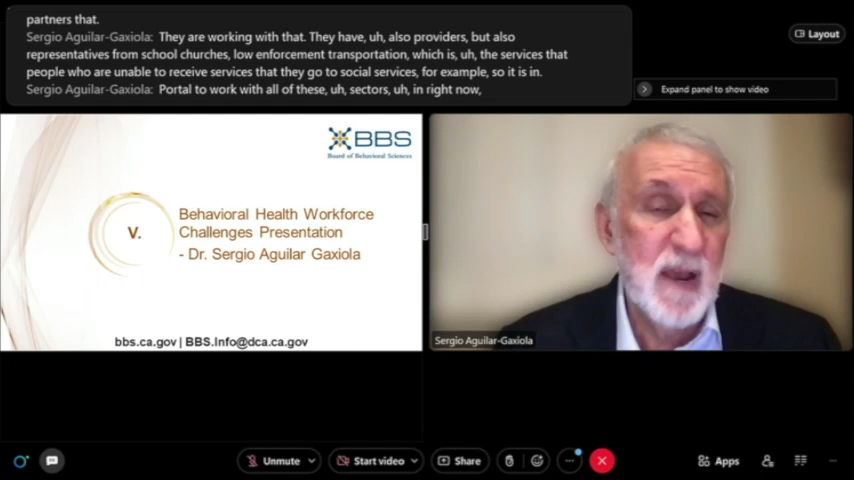 partners that.
Sergio Aguilar-Gaxiola: They are working with that. They have, uh, also providers, but also
representatives from school churches, low enforcement transportation, which is, uh, the services that
people who are unable to receive services that they go to social services, for example, so it is in.
Sergio Aguilar-Gaxiola: Portal to work with all of these, uh, sectors, uh, in right now,
Layout
Expand panel to show video
BBS
Board of Behavioral Sciences
V.
Behavioral Health Workforce
Challenges Presentation
- Dr. Sergio Aguilar Gaxiola
bbs.ca.gov | BBS.Info@dca.ca.gov
Sergio Aguilar-Gaxiola
Unmute
Start video
Share
Apps